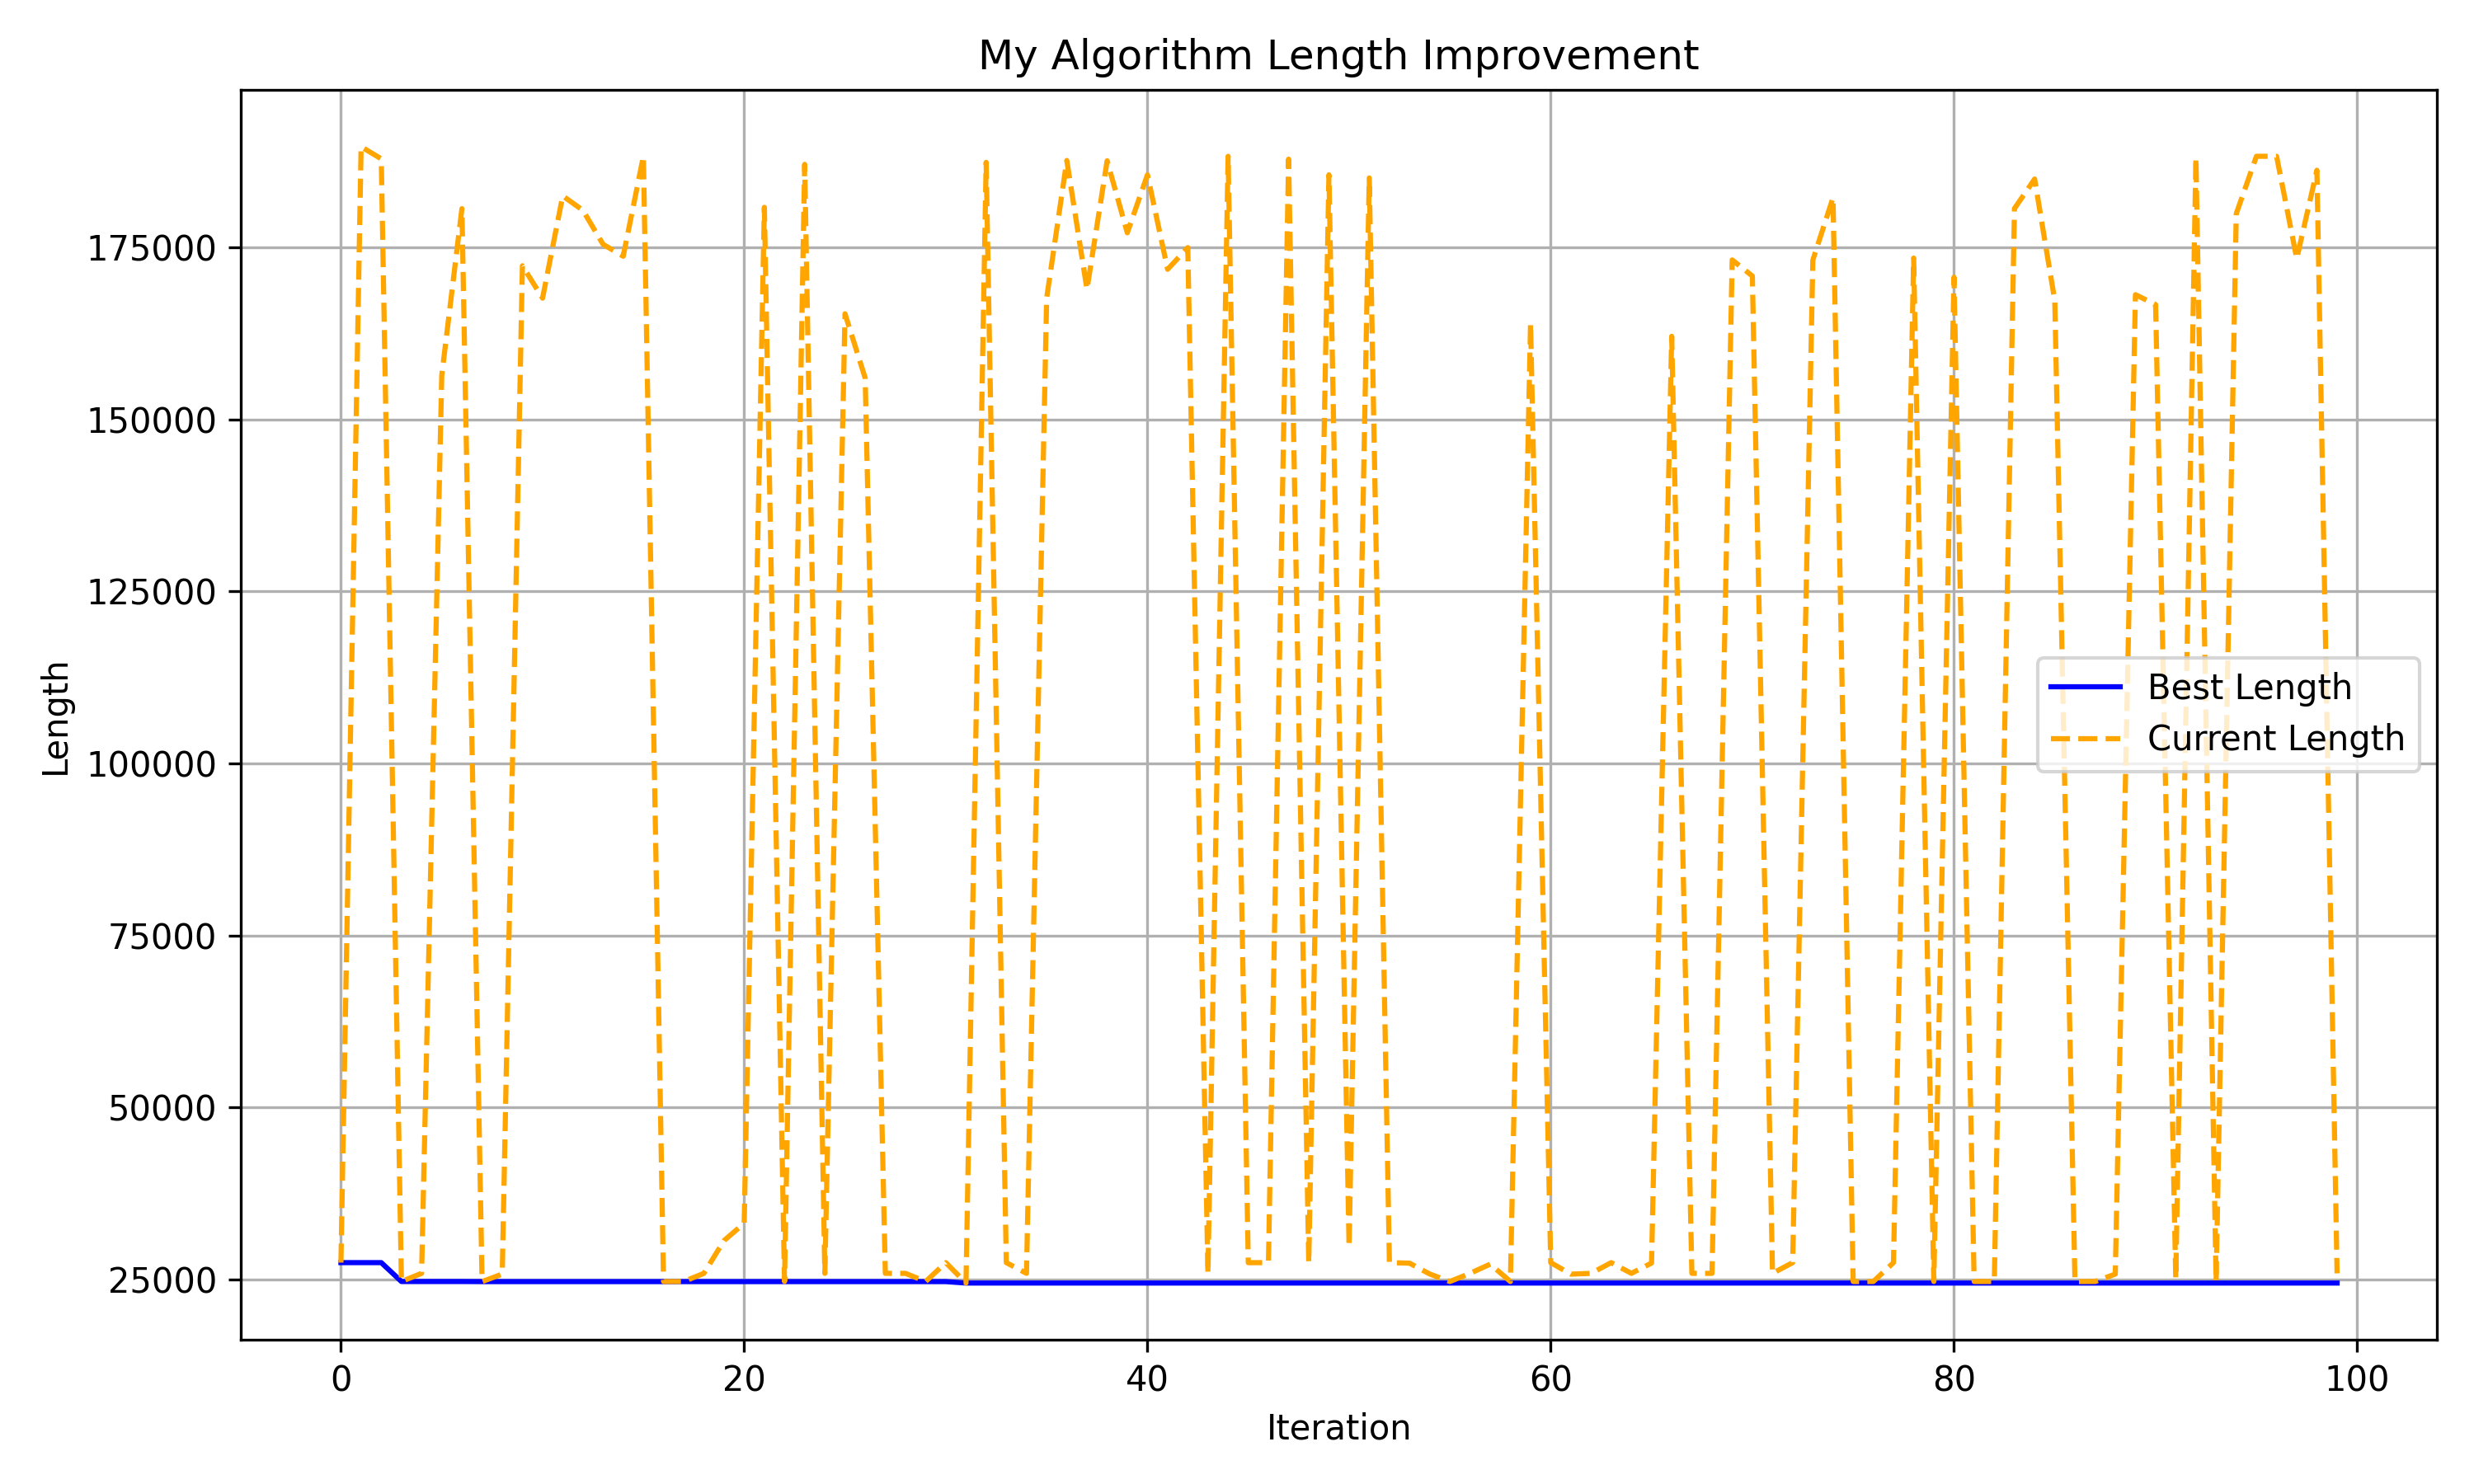 My Algorithm Length Improvement
Length
175000
150000
125000
100000
75000
50000
25000
Best Length
Current Length
0 20 40 60 80 100
Iteration